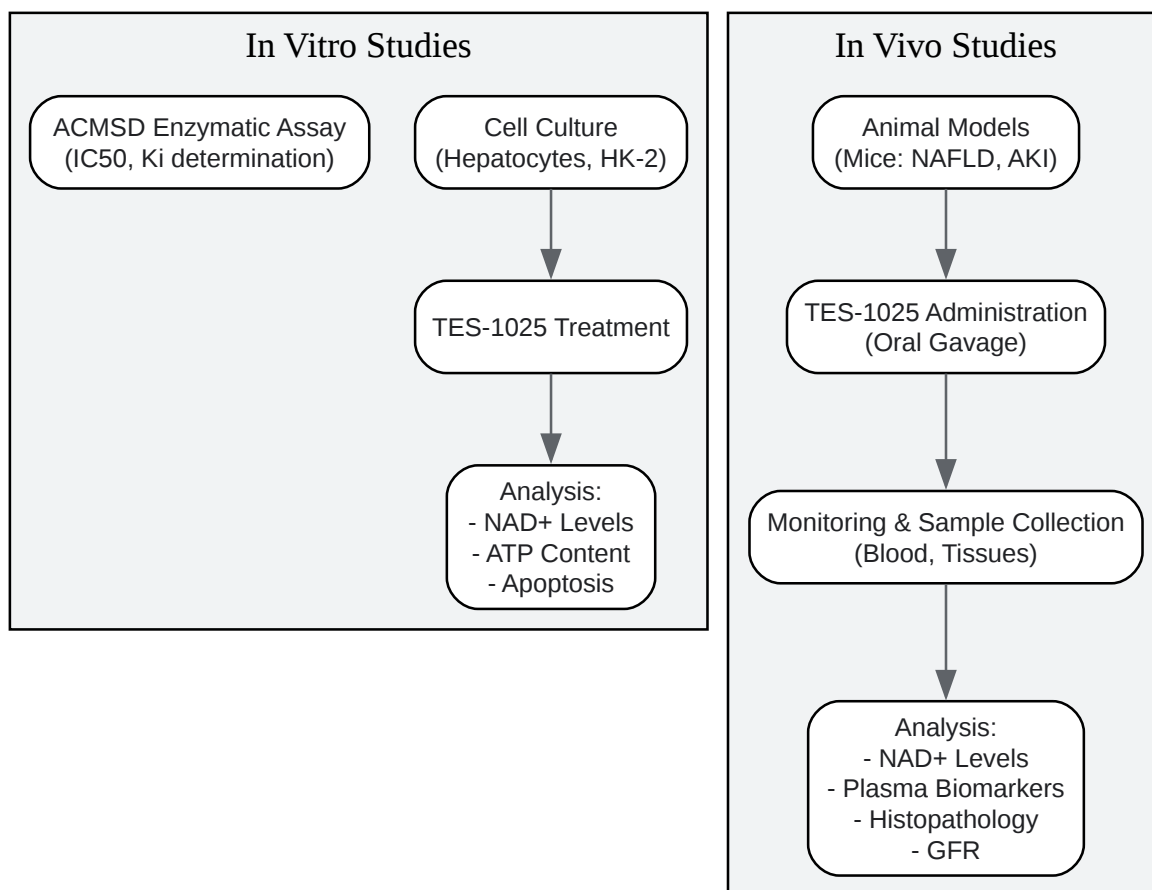 In Vitro Studies
ACMSD Enzymatic Assay
(IC50, Ki determination)
Cell Culture
(Hepatocytes, HK-2)
TES-1025 Treatment
Analysis:
- NAD+ Levels
- ATP Content
- Apoptosis
In Vivo Studies
Animal Models
(Mice: NAFLD, AKI)
TES-1025 Administration
(Oral Gavage)
Monitoring & Sample Collection
(Blood, Tissues)
Analysis:
- NAD+ Levels
- Plasma Biomarkers
- Histopathology
- GFR